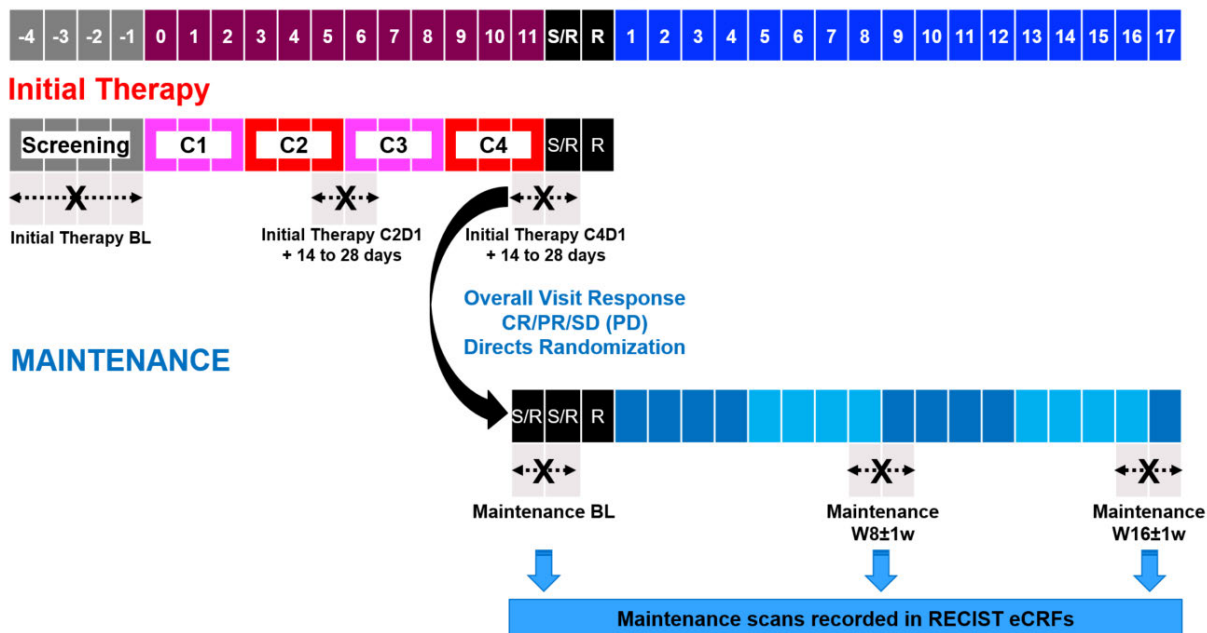 -4 -3 -2 -1 0 1 2 3 4 5 6 7 8 9 10 11 S/R R 1 2 3 4 5 6 7 8 9 10 11 12 13 14 15 16 17
Initial Therapy
Screening C1 C2 C3 C4 S/R R
X X X
Initial Therapy BL
Initial Therapy C2D1
+ 14 to 28 days
Initial Therapy C4D1
+ 14 to 28 days
Overall Visit Response
CR/PR/SD (PD)
Directs Randomization
MAINTENANCE
S/R S/R R
X X X
Maintenance BL
Maintenance
W8±1w
Maintenance
W16±1w
Maintenance scans recorded in RECIST eCRFs